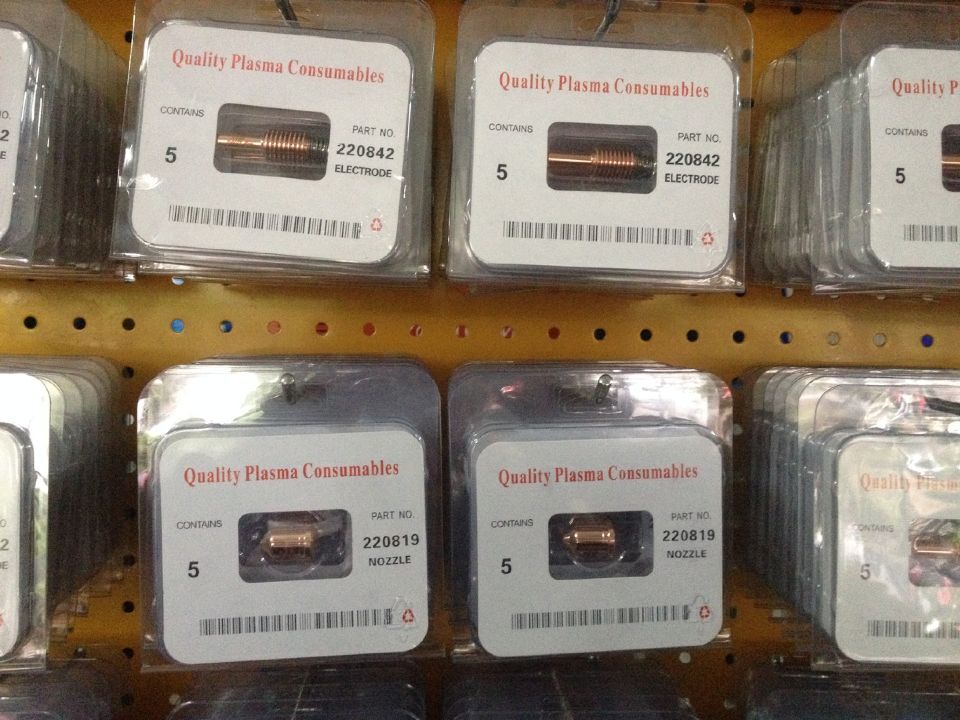 Quality Plasma Consumables
CONTAINS
PART NO.
5
220842
ELECTRODE
Quality Plasma Consumables
CONTAINS
PART NO.
5
220842
ELECTRODE
Quality
CONTAINS
5
Quality Plasma Consumables
CONTAINS
PART NO.
5
220819
NOZZLE
Quality Plasma Consumables
CONTAINS
PART NO.
5
220819
NOZZLE
Quality Plasma
CONTAINS
5